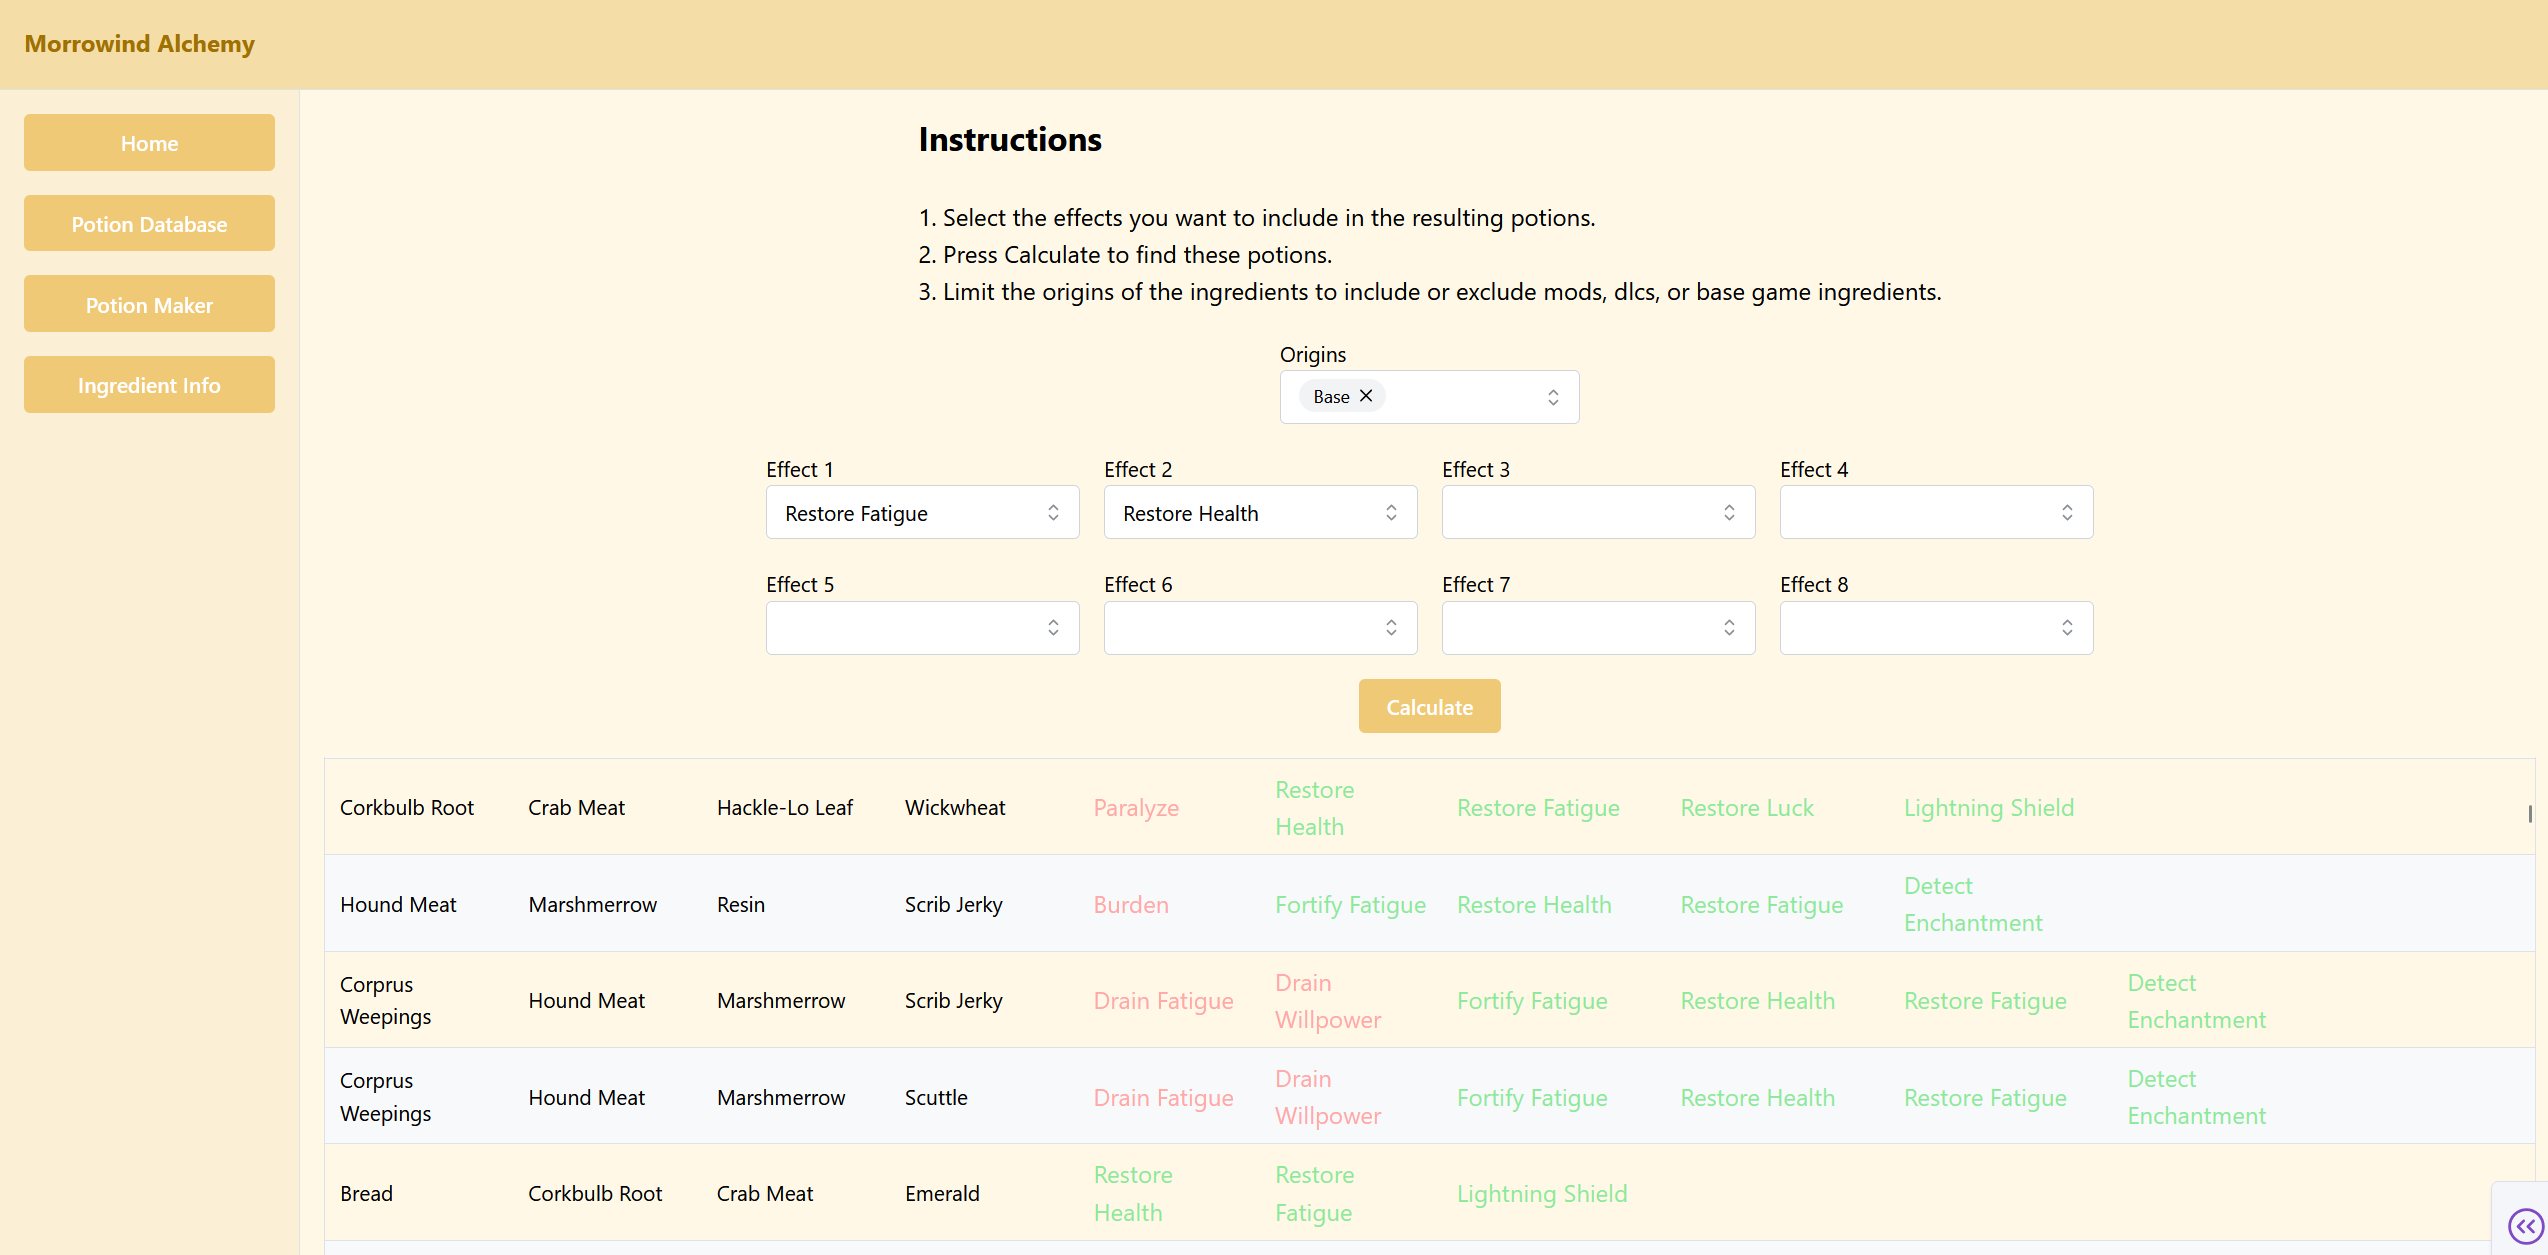 Morrowind Alchemy
Home
Potion Database
Potion Maker
Ingredient Info
Instructions
1. Select the effects you want to include in the resulting potions.
2. Press Calculate to find these potions.
3. Limit the origins of the ingredients to include or exclude mods, dlcs, or base game ingredients.
Origins
Base
Effect 1
Effect 2
Effect 3
Effect 4
Restore Fatigue
Restore Health
Effect 5
Effect 6
Effect 7
Effect 8
Calculate
Corkbulb Root
Crab Meat
Hackle-Lo Leaf
Wickwheat
Paralyze
Restore
Health
Restore Fatigue
Restore Luck
Lightning Shield
Hound Meat
Marshmerrow
Resin
Scrib Jerky
Burden
Fortify Fatigue
Restore Health
Restore Fatigue
Detect
Enchantment
Corprus
Weepings
Hound Meat
Marshmerrow
Scrib Jerky
Drain Fatigue
Drain
Willpower
Fortify Fatigue
Restore Health
Restore Fatigue
Detect
Enchantment
Corprus
Weepings
Hound Meat
Marshmerrow
Scuttle
Drain Fatigue
Drain
Willpower
Fortify Fatigue
Restore Health
Restore Fatigue
Detect
Enchantment
Bread
Corkbulb Root
Crab Meat
Emerald
Restore
Health
Restore
Fatigue
Lightning Shield